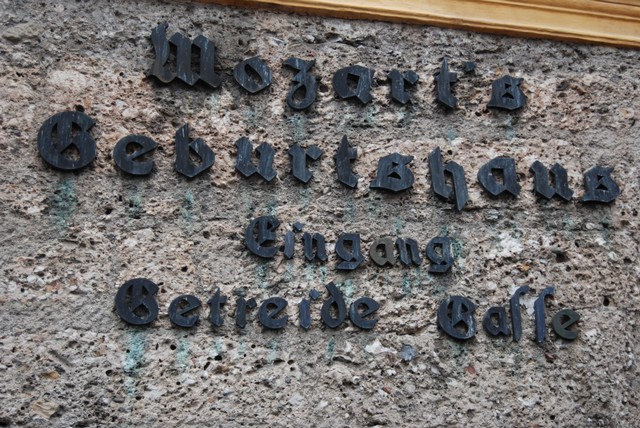 Mozart's
Geburtshaus
Eingang
Getreide Gasse